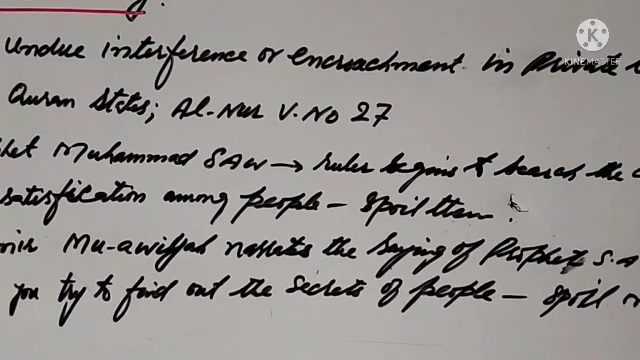 KINEMASTER
Undue interference or encroachment in Private
Quran States; Al-Nur V.No 27
Muhammad SAW → ruler begins to search the
satisfication among people - spoil them.
Mu-awiyah narrates the Saying of Prophet S.A
you try to find out the secrets of people - spoil